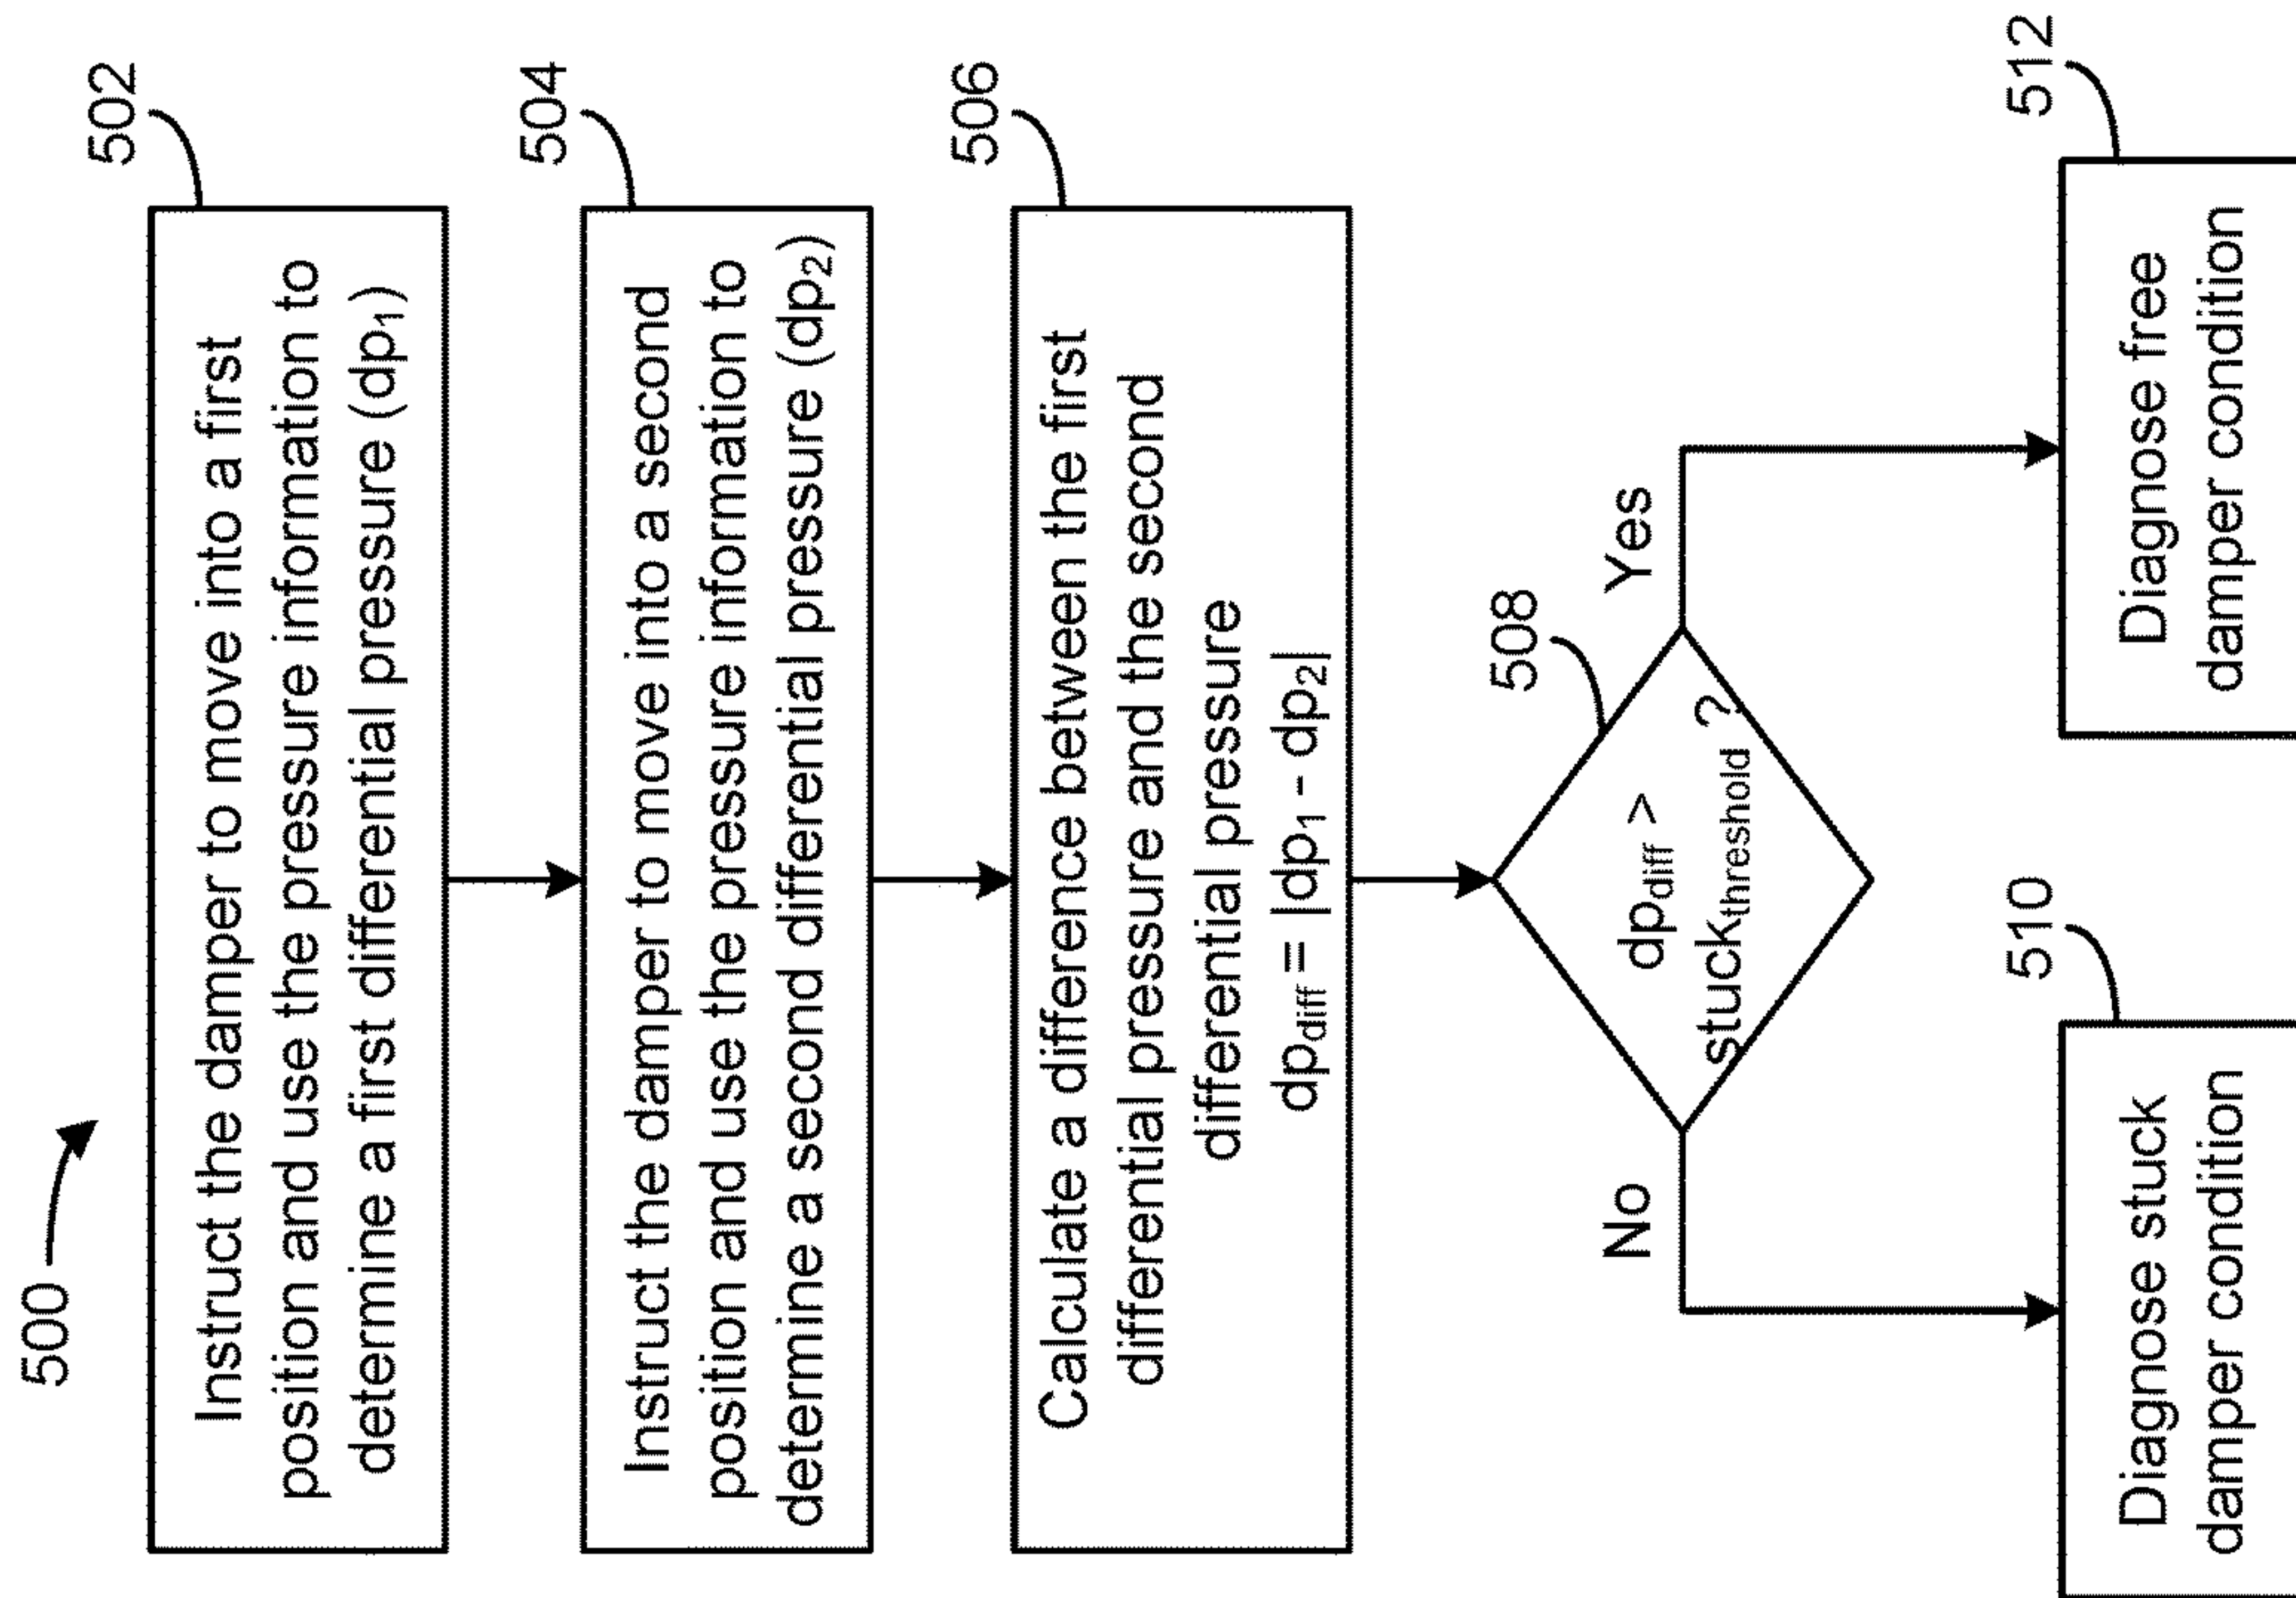 500
502
Instruct the damper to move into a first
position and use the pressure information to
determine a first differential pressure (dp₁)
504
Instruct the damper to move into a second
position and use the pressure information to
determine a second differential pressure (dp₂)
506
Calculate a difference between the first
differential pressure and the second
differential pressure
dp_diff = |dp₁ - dp₂|
508
dp_diff >
stuck_threshold ?
No
Yes
510
Diagnose stuck
damper condition
512
Diagnose free
damper condition